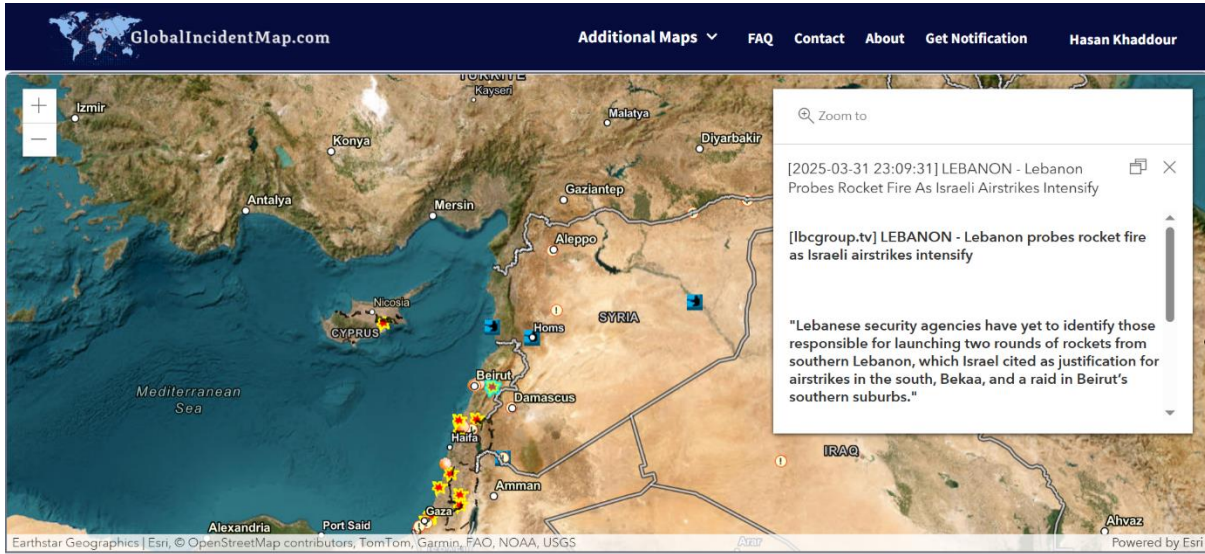 GlobalIncidentMap.com
Additional Maps FAQ Contact About Get Notification Hasan Khaddour
+
−
TÜRKIYE
Kayseri
Izmir
Malatya
Konya
Diyarbakir
Gaziantep
Antalya
Mersin
Aleppo
Nicosia
CYPRUS
SYRIA
Homs
Beirut
Mediterranean
Sea
Damascus
Haifa
IRAQ
Amman
Gaza
Alexandria
Port Said
Ahvaz
Arar
Zoom to
[2025-03-31 23:09:31] LEBANON - Lebanon
Probes Rocket Fire As Israeli Airstrikes Intensify
[lbcgroup.tv] LEBANON - Lebanon probes rocket fire
as Israeli airstrikes intensify
"Lebanese security agencies have yet to identify those
responsible for launching two rounds of rockets from
southern Lebanon, which Israel cited as justification for
airstrikes in the south, Bekaa, and a raid in Beirut's
southern suburbs."
Earthstar Geographics | Esri, © OpenStreetMap contributors, TomTom, Garmin, FAO, NOAA, USGS
Powered by Esri